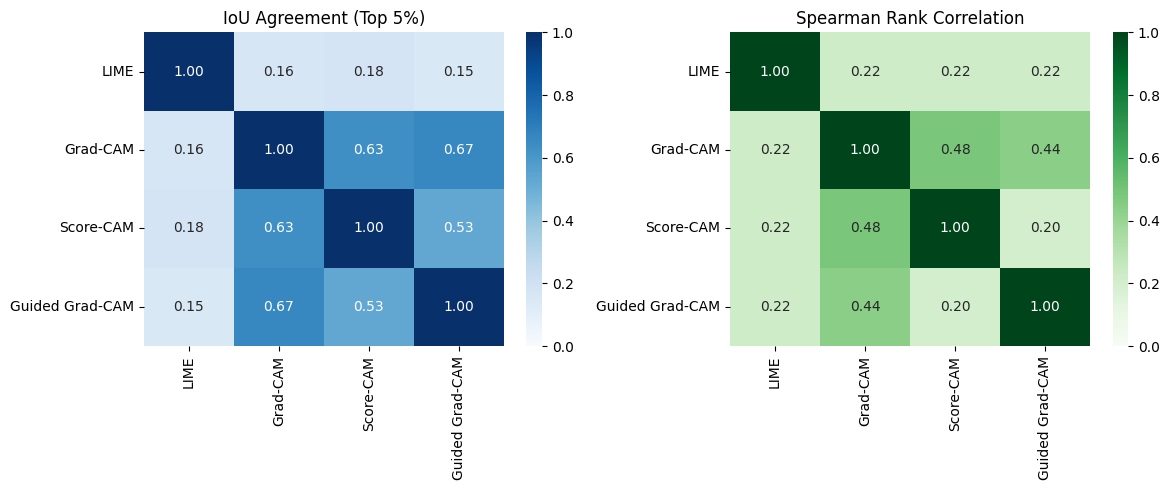 IoU Agreement (Top 5%)
LIME 1.00 0.16 0.18 0.15
Grad-CAM 0.16 1.00 0.63 0.67
Score-CAM 0.18 0.63 1.00 0.53
Guided Grad-CAM 0.15 0.67 0.53 1.00
LIME Grad-CAM Score-CAM Guided Grad-CAM
1.0
0.8
0.6
0.4
0.2
0.0
Spearman Rank Correlation
LIME 1.00 0.22 0.22 0.22
Grad-CAM 0.22 1.00 0.48 0.44
Score-CAM 0.22 0.48 1.00 0.20
Guided Grad-CAM 0.22 0.44 0.20 1.00
LIME Grad-CAM Score-CAM Guided Grad-CAM
1.0
0.8
0.6
0.4
0.2
0.0